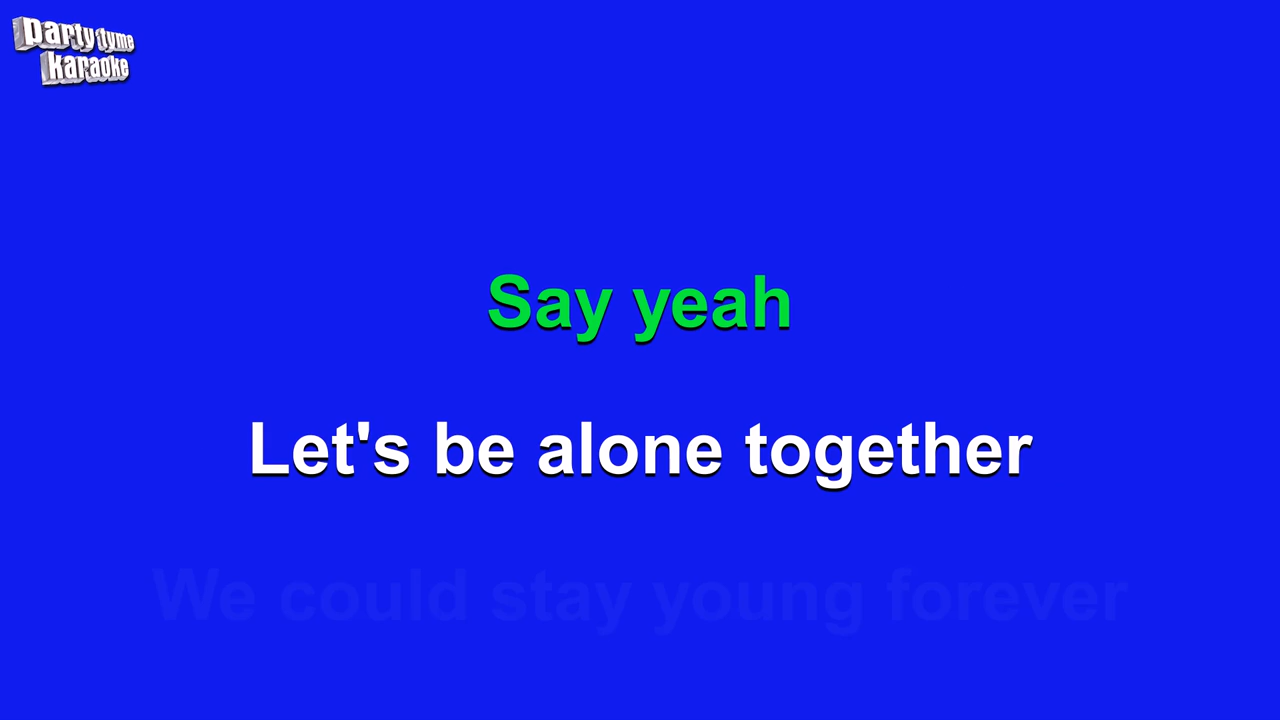 party tyme
karaoke
Say yeah
Let's be alone together
We could stay young forever